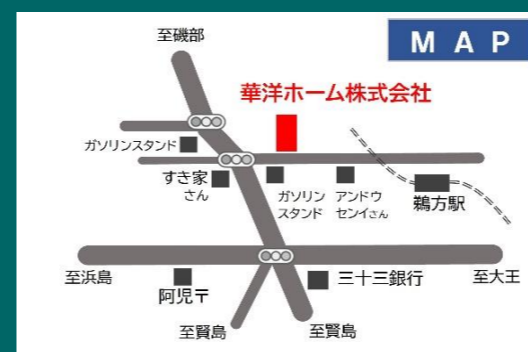 至磯部
M A P
華洋ホーム株式会社
ガソリンスタンド
すき家
さん
ガソリン
スタンド
アンドウ
センイさん
鵜方駅
至浜島
阿児〒
三十三銀行
至大王
至賢島
至賢島